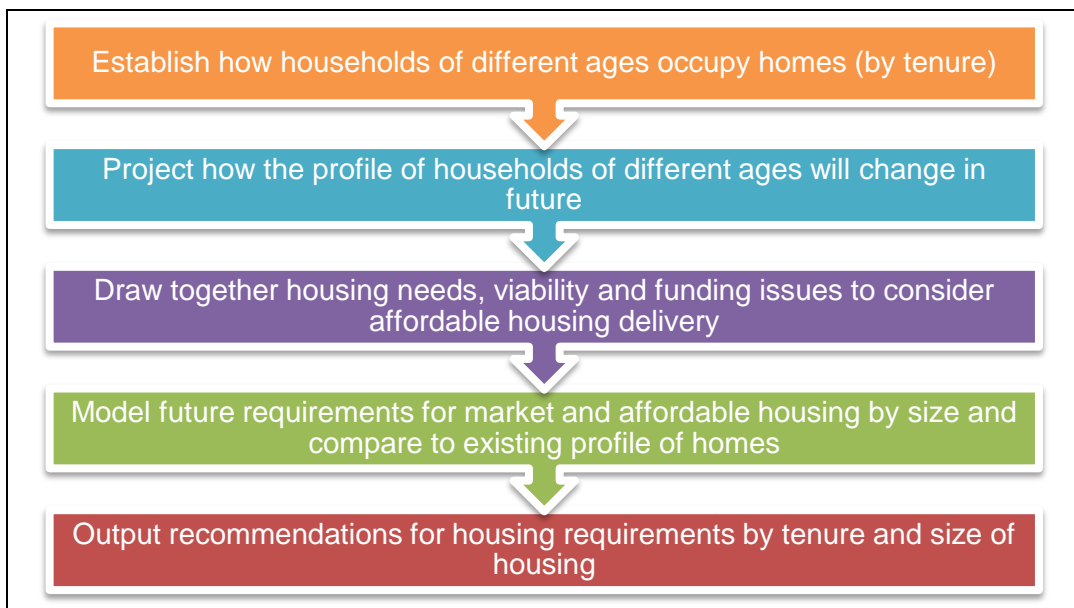 Establish how households of different ages occupy homes (by tenure)
Project how the profile of households of different ages will change in
future
Draw together housing needs, viability and funding issues to consider
affordable housing delivery
Model future requirements for market and affordable housing by size and
compare to existing profile of homes
Output recommendations for housing requirements by tenure and size of
housing